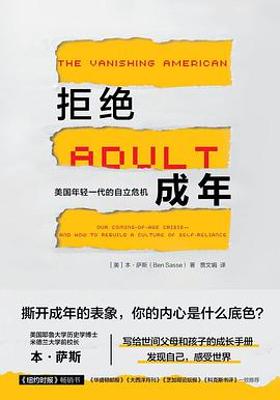 THE VANISHING AMERICAN
拒绝
美国年轻一代的自立危机
ADULT
成年
OUR COMING-OF-AGE CRISIS—
AND HOW TO REBUILD A CULTURE OF SELF-RELIANCE
［美］本·萨斯（Ben Sasse）著 贾文娟 译
撕开成年的表象，你的内心是什么底色？
美国耶鲁大学历史学博士
米德兰大学前校长
本·萨斯
写给世间父母和孩子的成长手册
发现自己，感受世界
《纽约时报》畅销书
《华盛顿邮报》《大西洋月刊》《芝加哥论坛报》《科克斯书评》一致推荐